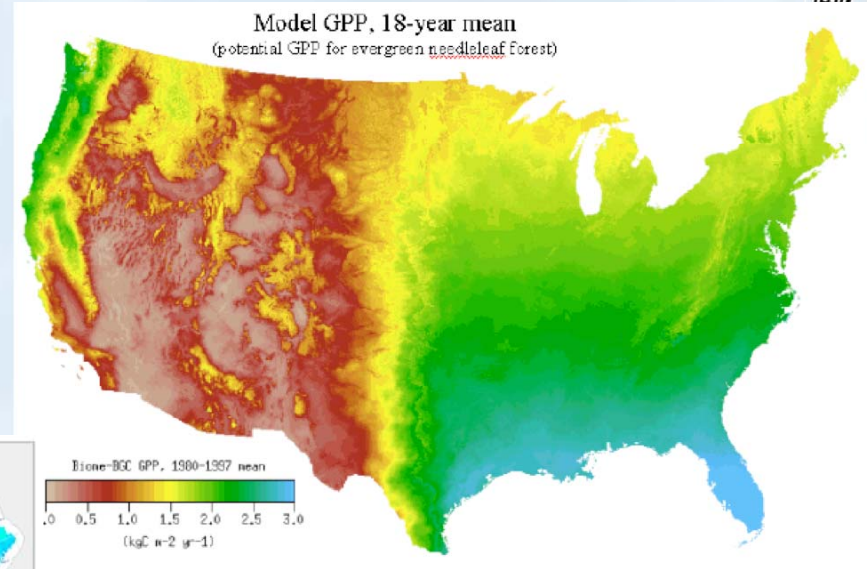 Model GPP, 18-year mean
(potential GPP for evergreen needleleaf forest)
Biome-BGC GPP, 1980-1997 mean
.0 0.5 1.0 1.5 2.0 2.5 3.0
(kgC m-2 yr-1)